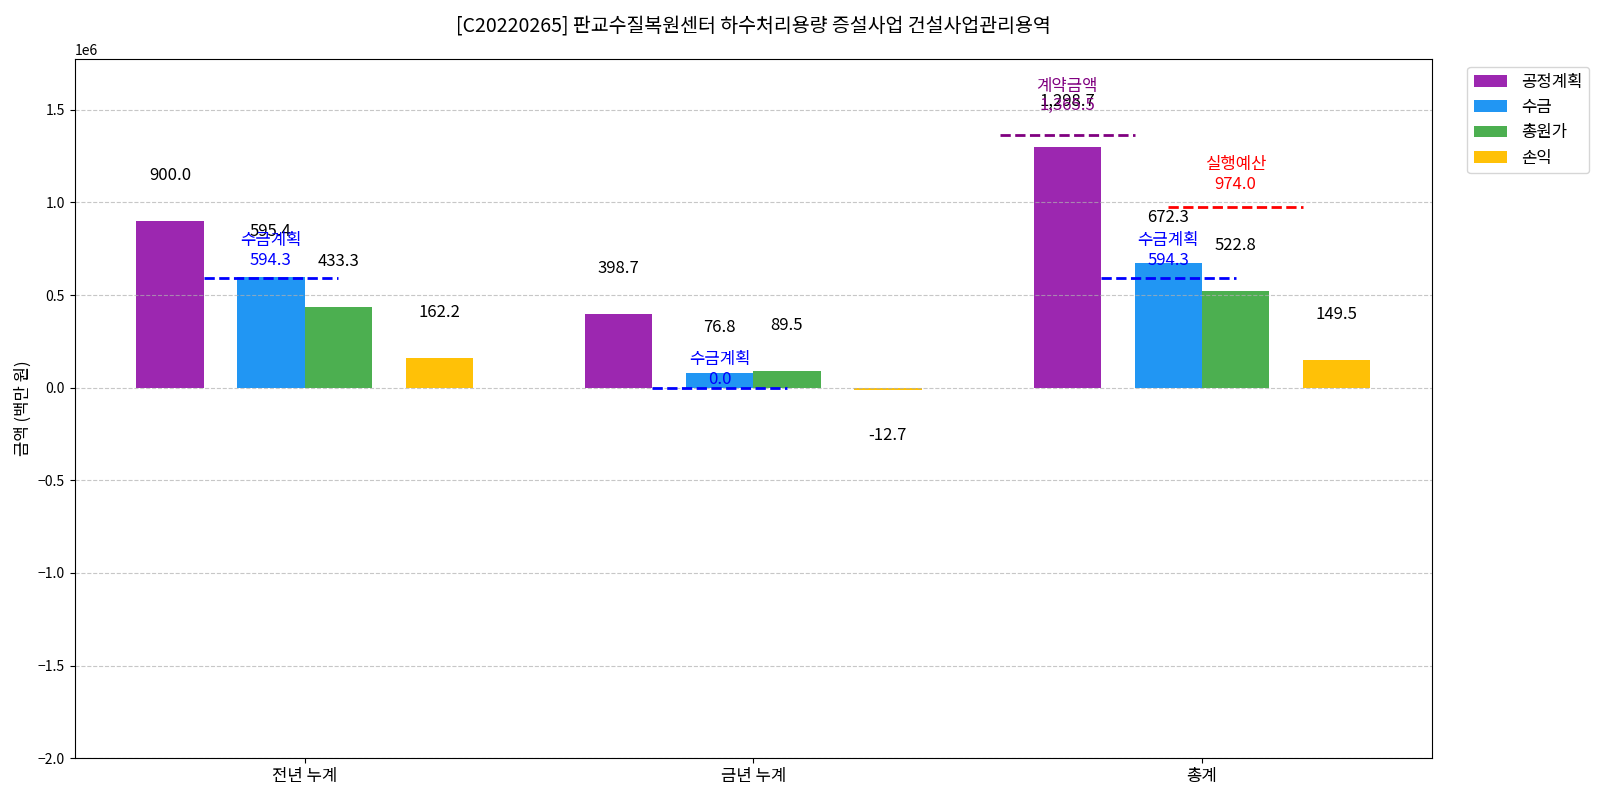 [C20220265] 판교수질복원센터 하수처리용량 증설사업 건설사업관리용역
1e6
금액 (백만 원)
1.5
1.0
0.5
0.0
−0.5
−1.0
−1.5
−2.0
900.0
595.4
수금계획
594.3
433.3
162.2
398.7
76.8
89.5
수금계획
0.0
-12.7
계약금액
1,298.7
1,363.5
실행예산
974.0
672.3
수금계획
594.3
522.8
149.5
전년 누계
금년 누계
총계
공정계획
수금
총원가
손익